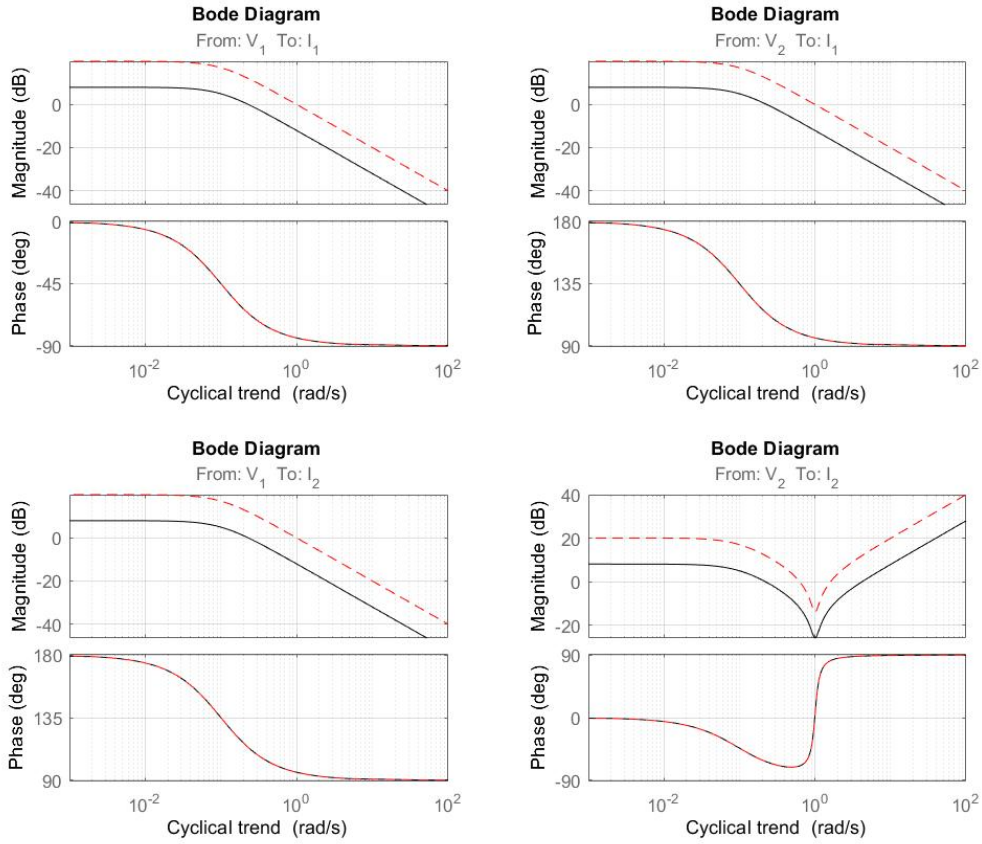 Bode Diagram
From: V1 To: I1
Magnitude (dB)
0
-20
-40
Phase (deg)
0
-45
-90
10-2
100
102
Cyclical trend (rad/s)
Bode Diagram
From: V2 To: I1
Magnitude (dB)
0
-20
-40
Phase (deg)
180
135
90
10-2
100
102
Cyclical trend (rad/s)
Bode Diagram
From: V1 To: I2
Magnitude (dB)
0
-20
-40
Phase (deg)
180
135
90
10-2
100
102
Cyclical trend (rad/s)
Bode Diagram
From: V2 To: I2
Magnitude (dB)
40
20
0
-20
Phase (deg)
90
0
-90
10-2
100
102
Cyclical trend (rad/s)